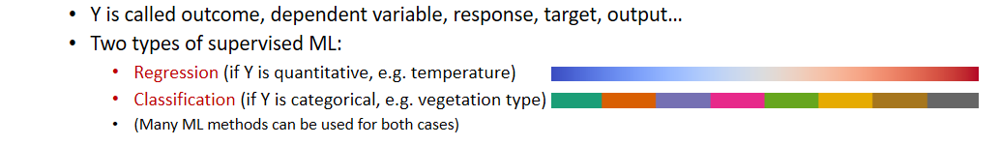 • Y is called outcome, dependent variable, response, target, output…
• Two types of supervised ML:
• Regression (if Y is quantitative, e.g. temperature)
• Classification (if Y is categorical, e.g. vegetation type)
• (Many ML methods can be used for both cases)